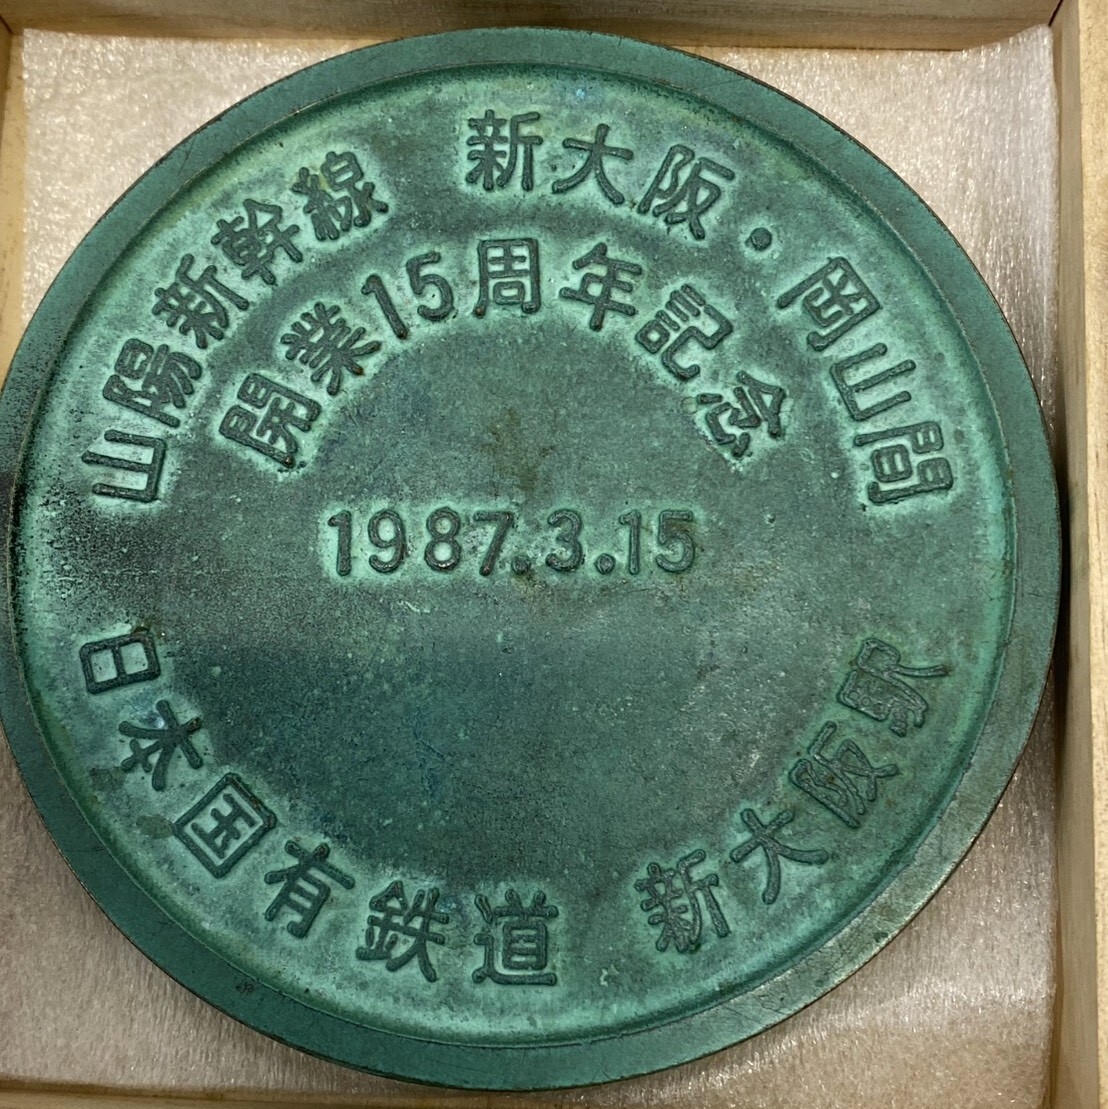 山陽新幹線 新大阪・岡山間
開業15周年記念
1987.3.15
日本国有鉄道 新大阪駅